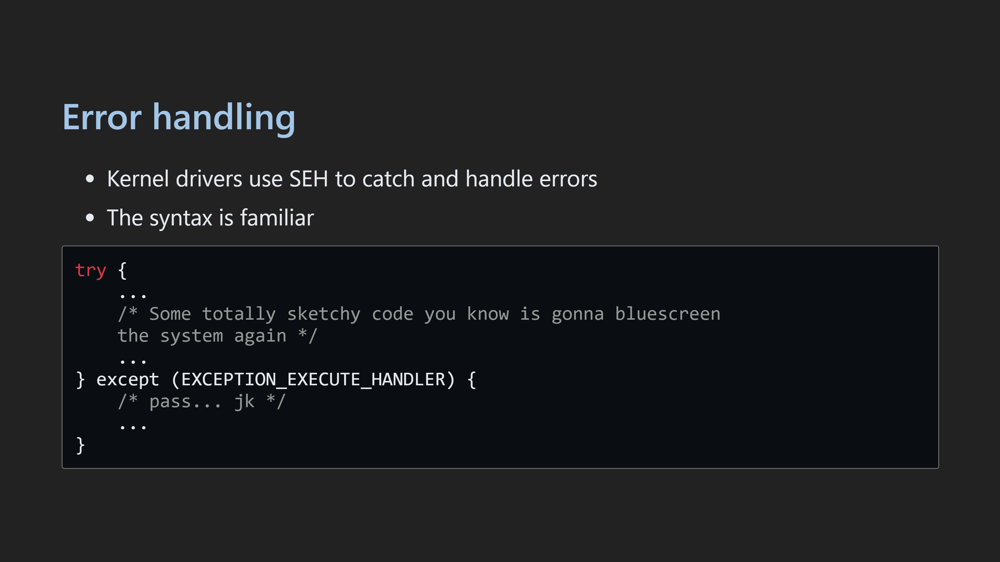 Error handling
• Kernel drivers use SEH to catch and handle errors
• The syntax is familiar
try {
    ...
    /* Some totally sketchy code you know is gonna bluescreen
    the system again */
    ...
} except (EXCEPTION_EXECUTE_HANDLER) {
    /* pass... jk */
    ...
}